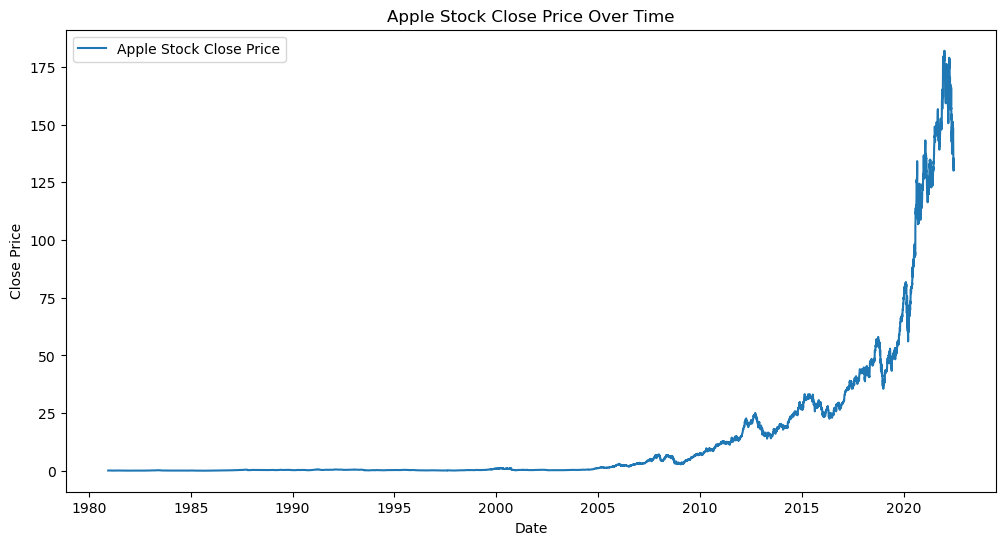 Apple Stock Close Price Over Time
Apple Stock Close Price
175
150
125
100
75
50
25
0
Close Price
1980 1985 1990 1995 2000 2005 2010 2015 2020
Date